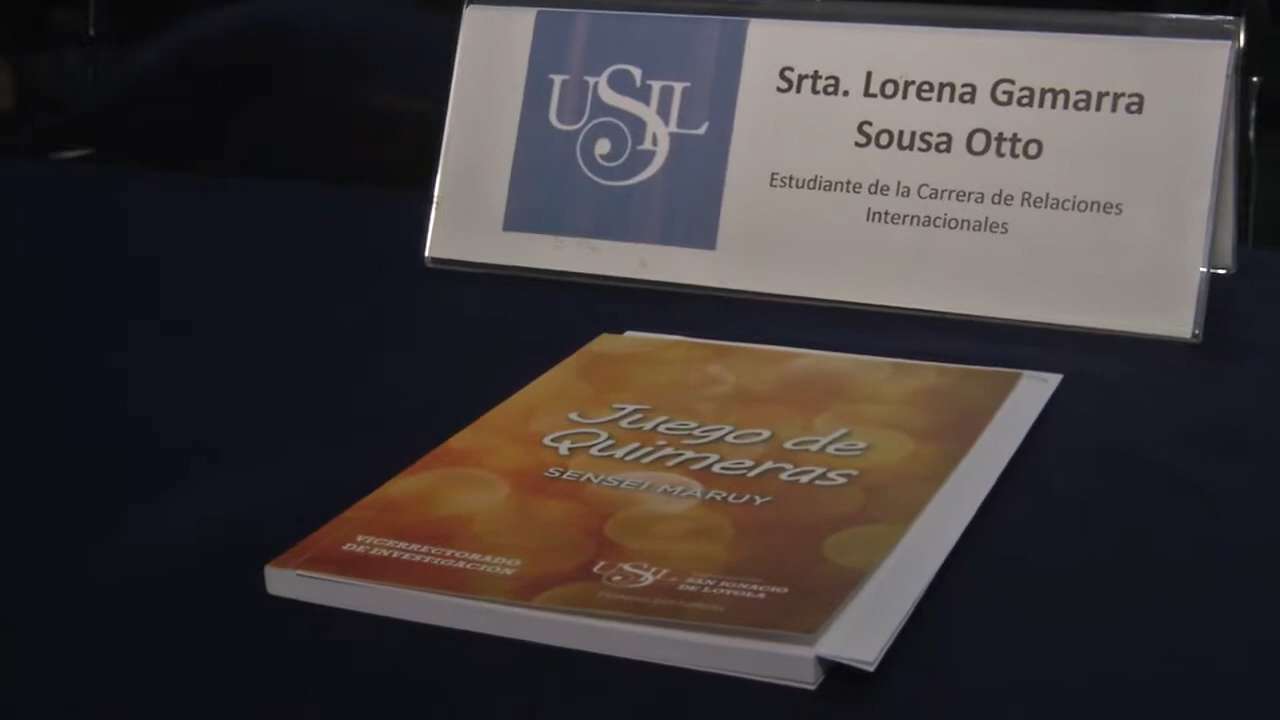 USIL
Srta. Lorena Gamarra
Sousa Otto
Estudiante de la Carrera de Relaciones
Internacionales
Juego de
Quimeras
SENSEI MARUY
VICERRECTORADO
DE INVESTIGACIÓN
USIL
SAN IGNACIO
DE LOYOLA